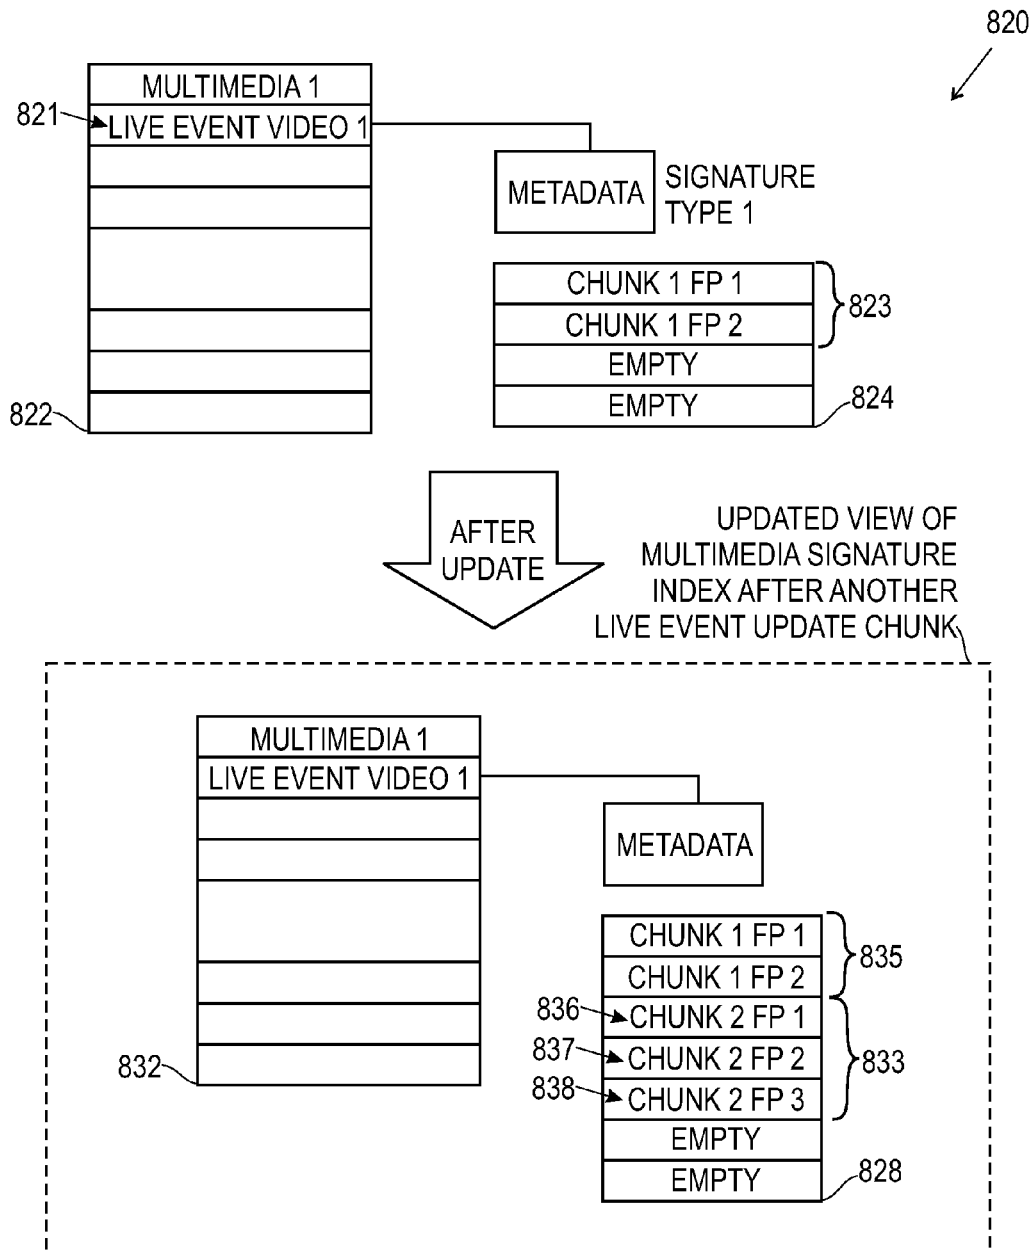 820
MULTIMEDIA 1
821
LIVE EVENT VIDEO 1
METADATA
SIGNATURE
TYPE 1
CHUNK 1 FP 1
823
CHUNK 1 FP 2
EMPTY
EMPTY
824
822
AFTER
UPDATE
UPDATED VIEW OF
MULTIMEDIA SIGNATURE
INDEX AFTER ANOTHER
LIVE EVENT UPDATE CHUNK
MULTIMEDIA 1
LIVE EVENT VIDEO 1
METADATA
CHUNK 1 FP 1
835
CHUNK 1 FP 2
836
CHUNK 2 FP 1
837
CHUNK 2 FP 2
833
838
CHUNK 2 FP 3
832
EMPTY
EMPTY
828